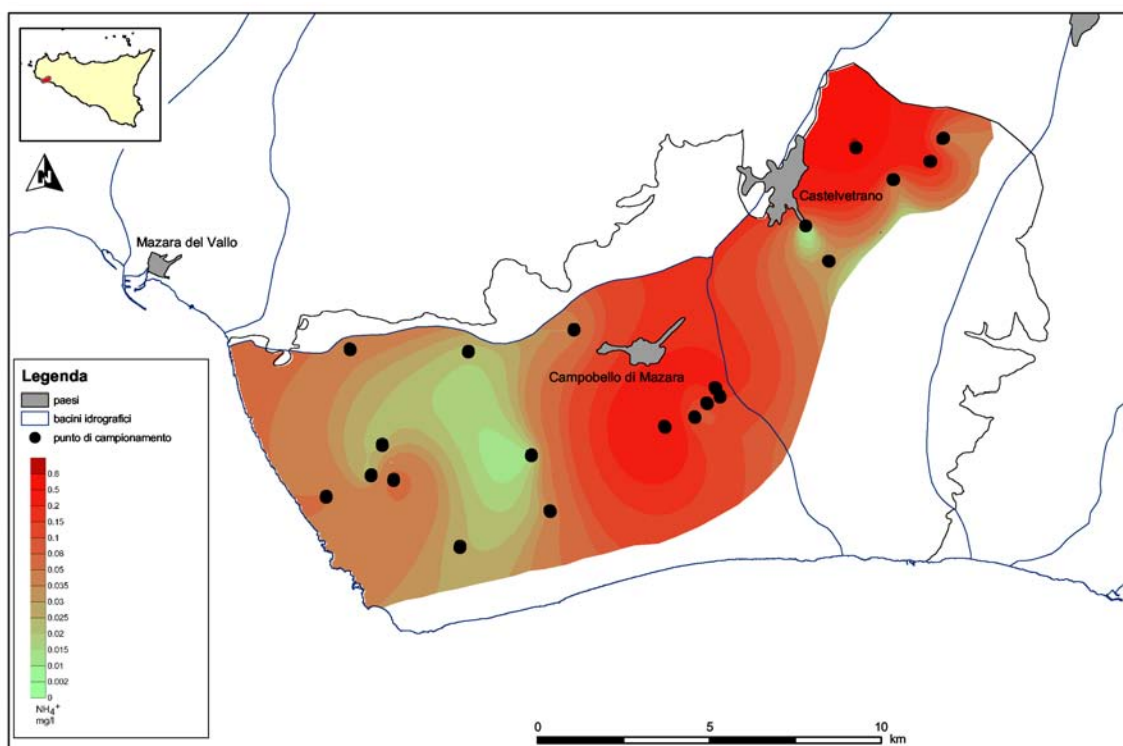 N
Mazara del Vallo
Castelvetrano
Campobello di Mazara
Legenda
paesi
bacini idrografici
punto di campionamento
0.8
0.5
0.2
0.15
0.1
0.08
0.05
0.035
0.03
0.025
0.02
0.015
0.01
0.002
0
NH₄⁺
mg/l
0 5 10
km